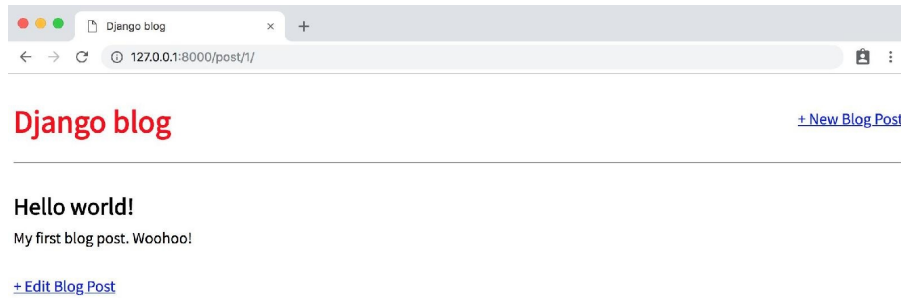 Django blog
127.0.0.1:8000/post/1/
Django blog
+ New Blog Post
Hello world!
My first blog post. Woohoo!
+ Edit Blog Post